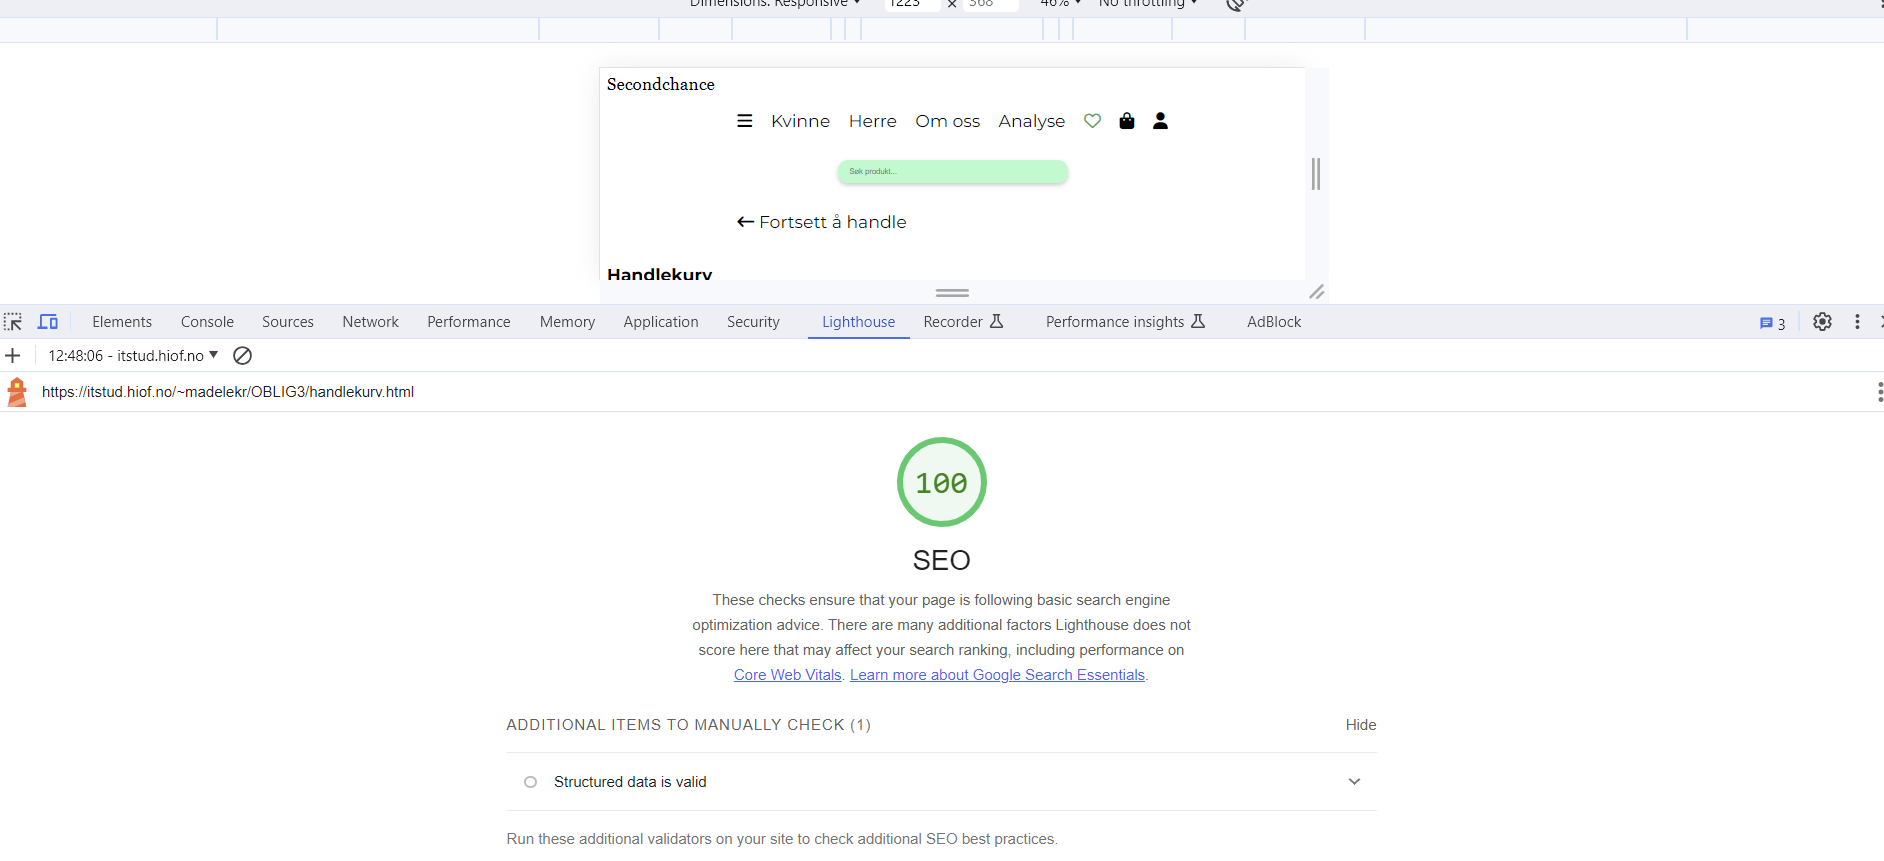 Dimensions: Responsive 1223 × 368 46% No throttling
Secondchance
Kvinne Herre Om oss Analyse
Søk produkt...
Fortsett å handle
Handlekurv
Elements Console Sources Network Performance Memory Application Security Lighthouse Recorder Performance insights AdBlock 3
12:48:06 - itstud.hiof.no
https://itstud.hiof.no/~madelekr/OBLIG3/handlekurv.html
100
SEO
These checks ensure that your page is following basic search engine
optimization advice. There are many additional factors Lighthouse does not
score here that may affect your search ranking, including performance on
Core Web Vitals. Learn more about Google Search Essentials.
ADDITIONAL ITEMS TO MANUALLY CHECK (1) Hide
Structured data is valid
Run these additional validators on your site to check additional SEO best practices.